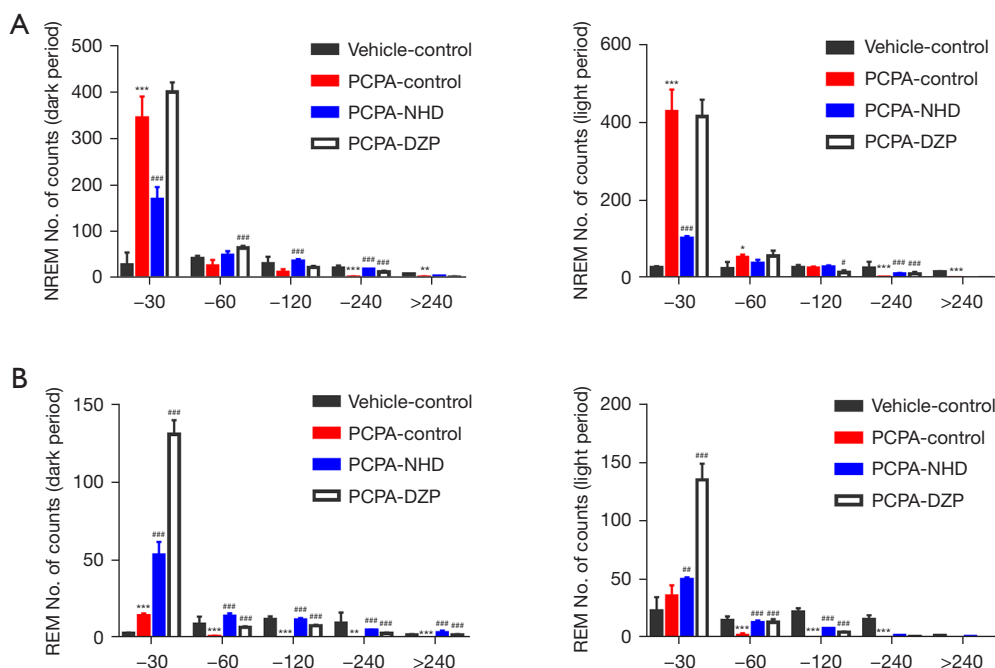 A
NREM No. of counts (dark period)
500
400
300
200
100
0
*** ### ### ### *** ### ### **
−30 −60 −120 −240 >240
Vehicle-control
PCPA-control
PCPA-NHD
PCPA-DZP
NREM No. of counts (light period)
600
400
200
0
*** ### * # *** ### ### ***
−30 −60 −120 −240 >240
Vehicle-control
PCPA-control
PCPA-NHD
PCPA-DZP
B
REM No. of counts (dark period)
150
100
50
0
*** ### ### *** ### ### *** ### ### ** ### ### *** ### ###
−30 −60 −120 −240 >240
Vehicle-control
PCPA-control
PCPA-NHD
PCPA-DZP
REM No. of counts (light period)
200
150
100
50
0
## ### *** ### ### *** ### ### ***
−30 −60 −120 −240 >240
Vehicle-control
PCPA-control
PCPA-NHD
PCPA-DZP